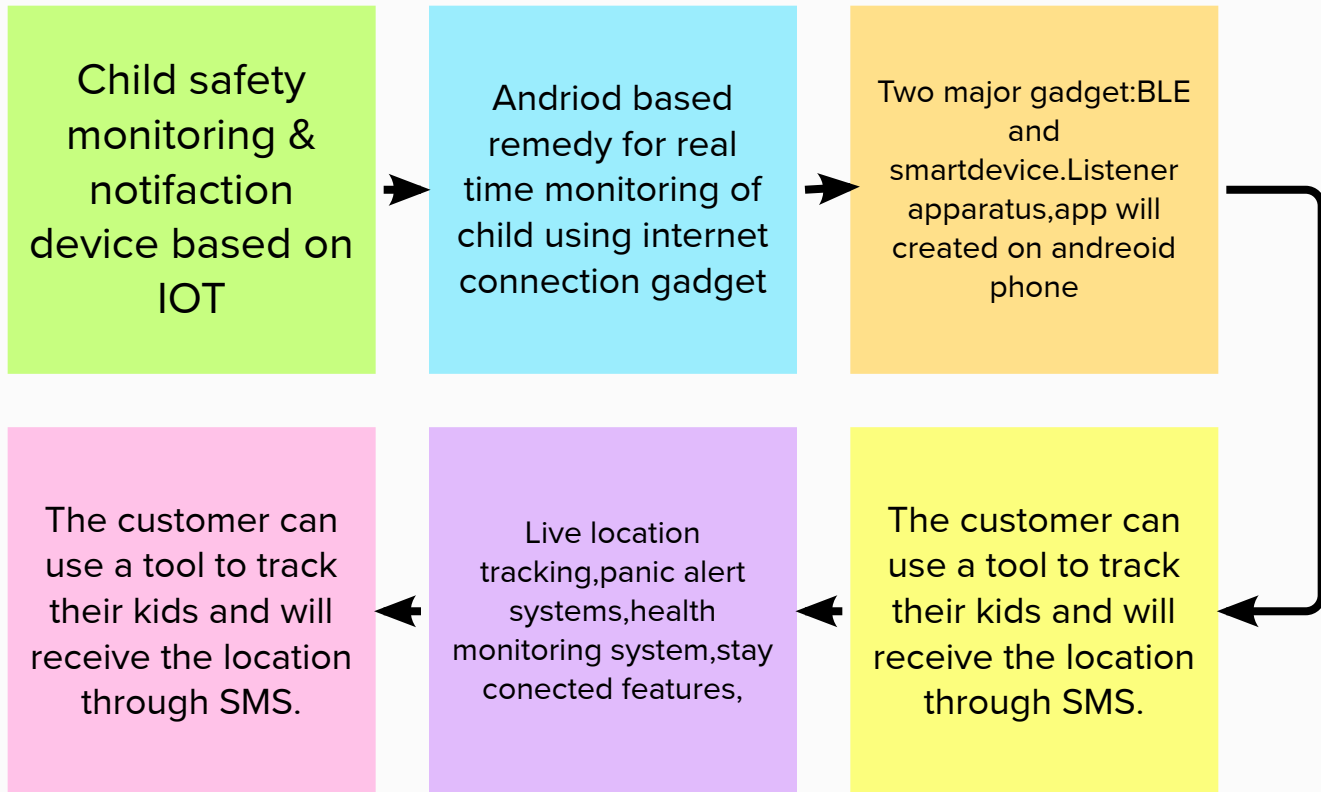 Child safety
monitoring &
notifaction
device based on
IOT
Andriod based
remedy for real
time monitoring of
child using internet
connection gadget
Two major gadget:BLE
and
smartdevice.Listener
apparatus,app will
created on andreoid
phone
The customer can
use a tool to track
their kids and will
receive the location
through SMS.
Live location
tracking,panic alert
systems,health
monitoring system,stay
conected features,
The customer can
use a tool to track
their kids and will
receive the location
through SMS.